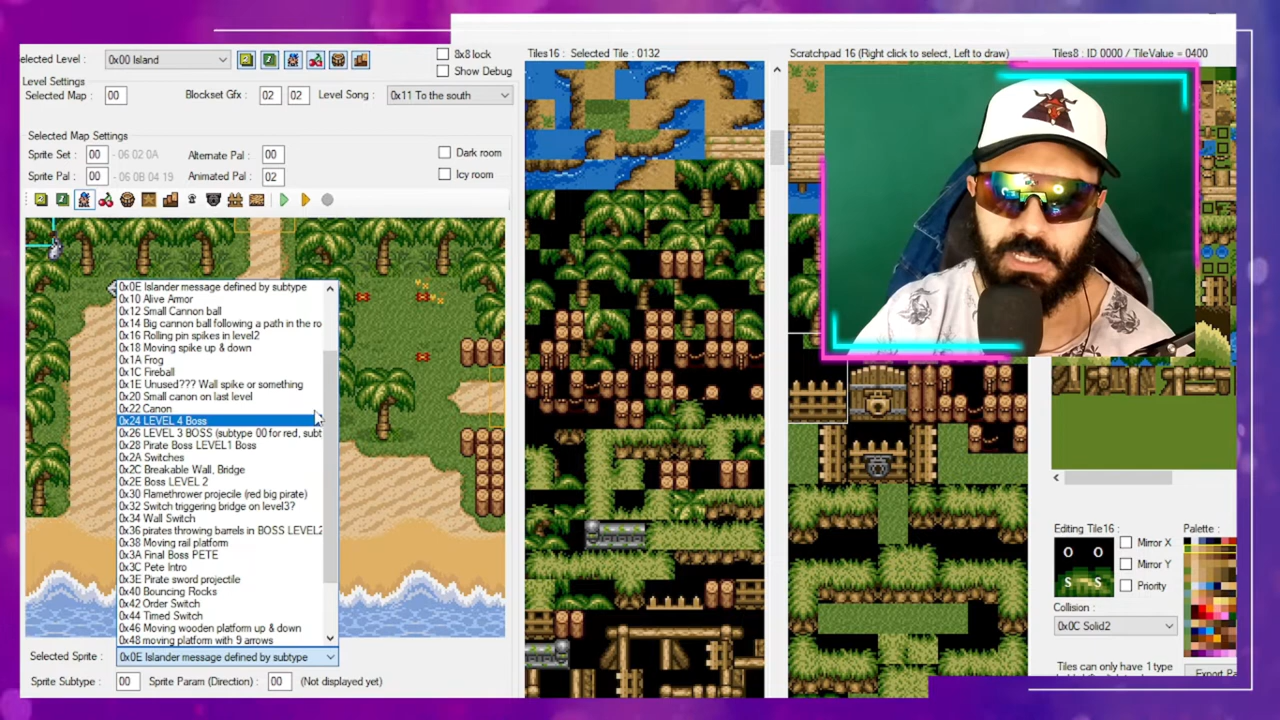 elected Level :
0x00 Island
8x8 lock
Show Debug
Level Settings
Selected Map :
00
Blockset Gfx :
02
02
Level Song :
0x11 To the south
Selected Map Settings
Sprite Set :
00
- 06 02 0A
Alternate Pal :
00
Dark room
Sprite Pal :
00
- 06 0B 04 19
Animated Pal :
02
Icy room
0x0E Islander message defined by subtype
0x10 Alive Armor
0x12 Small Cannon ball
0x14 Big cannon ball following a path in the ro
0x16 Rolling pin spikes in level2
0x18 Moving spike up & down
0x1A Frog
0x1C Fireball
0x1E Unused??? Wall spike or something
0x20 Small canon on last level
0x22 Canon
0x24 LEVEL 4 Boss
0x26 LEVEL 3 BOSS (subtype 00 for red, subt
0x28 Pirate Boss LEVEL1 Boss
0x2A Switches
0x2C Breakable Wall, Bridge
0x2E Boss LEVEL 2
0x30 Flamethrower projecile (red big pirate)
0x32 Switch triggering bridge on level3?
0x34 Wall Switch
0x36 pirates throwing barrels in BOSS LEVEL2
0x38 Moving rail platform
0x3A Final Boss PETE
0x3C Pete Intro
0x3E Pirate sword projectile
0x40 Bouncing Rocks
0x42 Order Switch
0x44 Timed Switch
0x46 Moving wooden platform up & down
0x48 moving platform with 9 arrows
Selected Sprite :
0x0E Islander message defined by subtype
Sprite Subtype :
00
Sprite Param (Direction) :
00
(Not displayed yet)
Tiles16 : Selected Tile : 0132
Scratchpad 16 (Right click to select, Left to draw)
Tiles8 : ID 0000 / TileValue = 0400
Editing Tile16 :
Mirror X
Mirror Y
Priority
Palette :
Collision :
0x0C Solid2
Tiles can only have 1 type
Export Pa